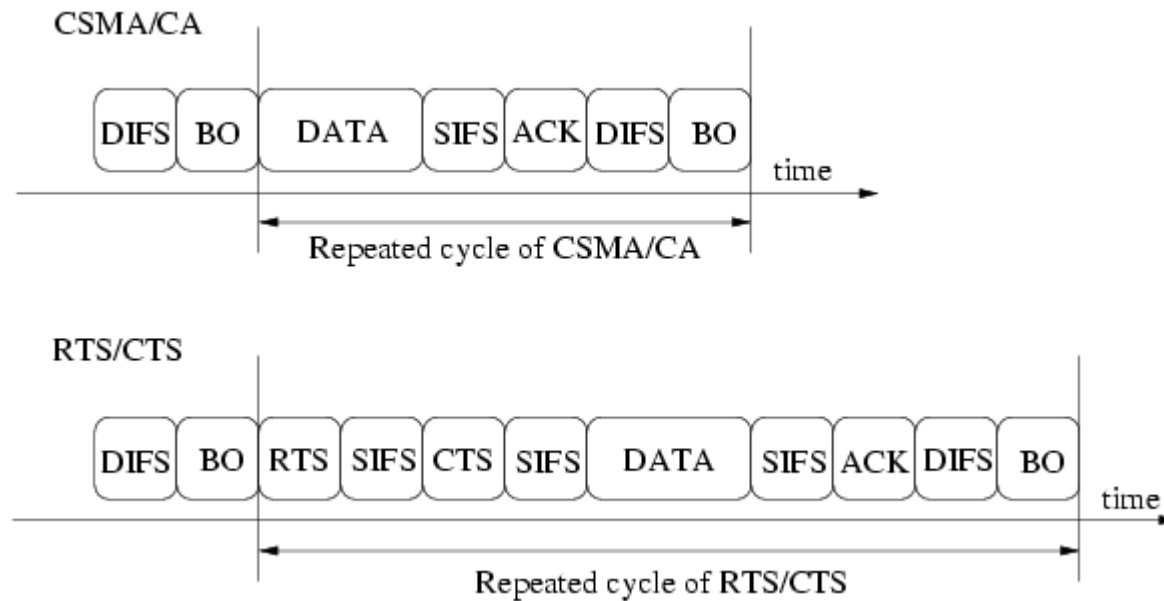 CSMA/CA
DIFS BO DATA SIFS ACK DIFS BO
time
Repeated cycle of CSMA/CA
RTS/CTS
DIFS BO RTS SIFS CTS SIFS DATA SIFS ACK DIFS BO
time
Repeated cycle of RTS/CTS